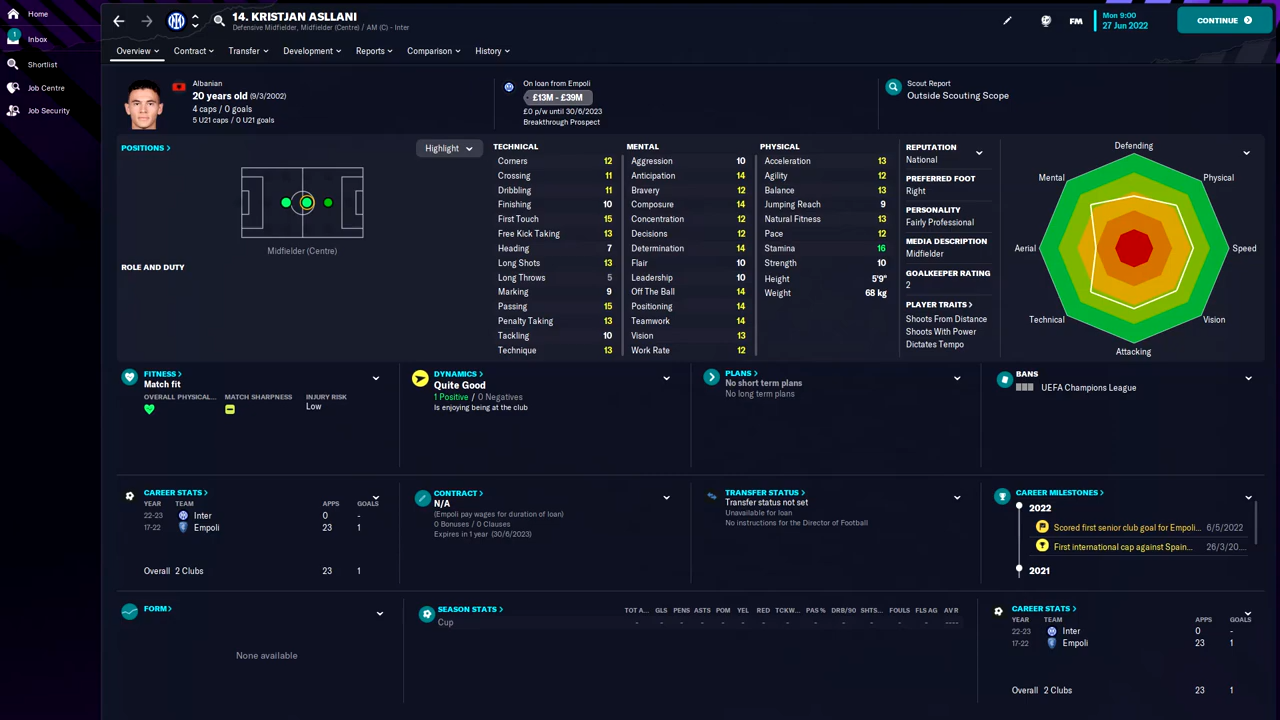 Home
1
Inbox
Shortlist
Job Centre
Job Security
14. KRISTJAN ASLLANI
Defensive Midfielder, Midfielder (Centre) / AM (C) - Inter
FM
Mon 9:00
27 Jun 2022
CONTINUE
Overview
Contract
Transfer
Development
Reports
Comparison
History
Albanian
20 years old (9/3/2002)
4 caps / 0 goals
5 U21 caps / 0 U21 goals
On loan from Empoli
£13M - £39M
£0 p/w until 30/6/2023
Breakthrough Prospect
Scout Report
Outside Scouting Scope
POSITIONS
Highlight
Midfielder (Centre)
ROLE AND DUTY
TECHNICAL
Corners 12
Crossing 11
Dribbling 11
Finishing 10
First Touch 15
Free Kick Taking 13
Heading 7
Long Shots 13
Long Throws 5
Marking 9
Passing 15
Penalty Taking 13
Tackling 10
Technique 13
MENTAL
Aggression 10
Anticipation 14
Bravery 12
Composure 14
Concentration 12
Decisions 12
Determination 14
Flair 10
Leadership 10
Off The Ball 14
Positioning 14
Teamwork 14
Vision 13
Work Rate 12
PHYSICAL
Acceleration 13
Agility 12
Balance 13
Jumping Reach 9
Natural Fitness 13
Pace 12
Stamina 16
Strength 10
Height 5'9"
Weight 68 kg
REPUTATION
National
PREFERRED FOOT
Right
PERSONALITY
Fairly Professional
MEDIA DESCRIPTION
Midfielder
GOALKEEPER RATING
2
PLAYER TRAITS
Shoots From Distance
Shoots With Power
Dictates Tempo
Defending
Mental
Physical
Aerial
Speed
Technical
Vision
Attacking
FITNESS
Match fit
OVERALL PHYSICAL... MATCH SHARPNESS INJURY RISK
Low
DYNAMICS
Quite Good
1 Positive / 0 Negatives
Is enjoying being at the club
PLANS
No short term plans
No long term plans
BANS
UEFA Champions League
CAREER STATS
YEAR TEAM APPS GOALS
22-23 Inter 0 -
17-22 Empoli 23 1
Overall 2 Clubs 23 1
CONTRACT
N/A
(Empoli pay wages for duration of loan)
0 Bonuses / 0 Clauses
Expires in 1 year (30/6/2023)
TRANSFER STATUS
Transfer status not set
Unavailable for loan
No instructions for the Director of Football
CAREER MILESTONES
2022
Scored first senior club goal for Empoli... 6/5/2022
First international cap against Spain... 26/3/20...
2021
FORM
None available
SEASON STATS
TOT A... GLS PENS ASTS POM YEL RED TCKW... PAS % DRB/90 SHTS... FOULS FLS AG AV R
Cup - - - - - - - - - - - - - ----
CAREER STATS
YEAR TEAM APPS GOALS
22-23 Inter 0 -
17-22 Empoli 23 1
Overall 2 Clubs 23 1